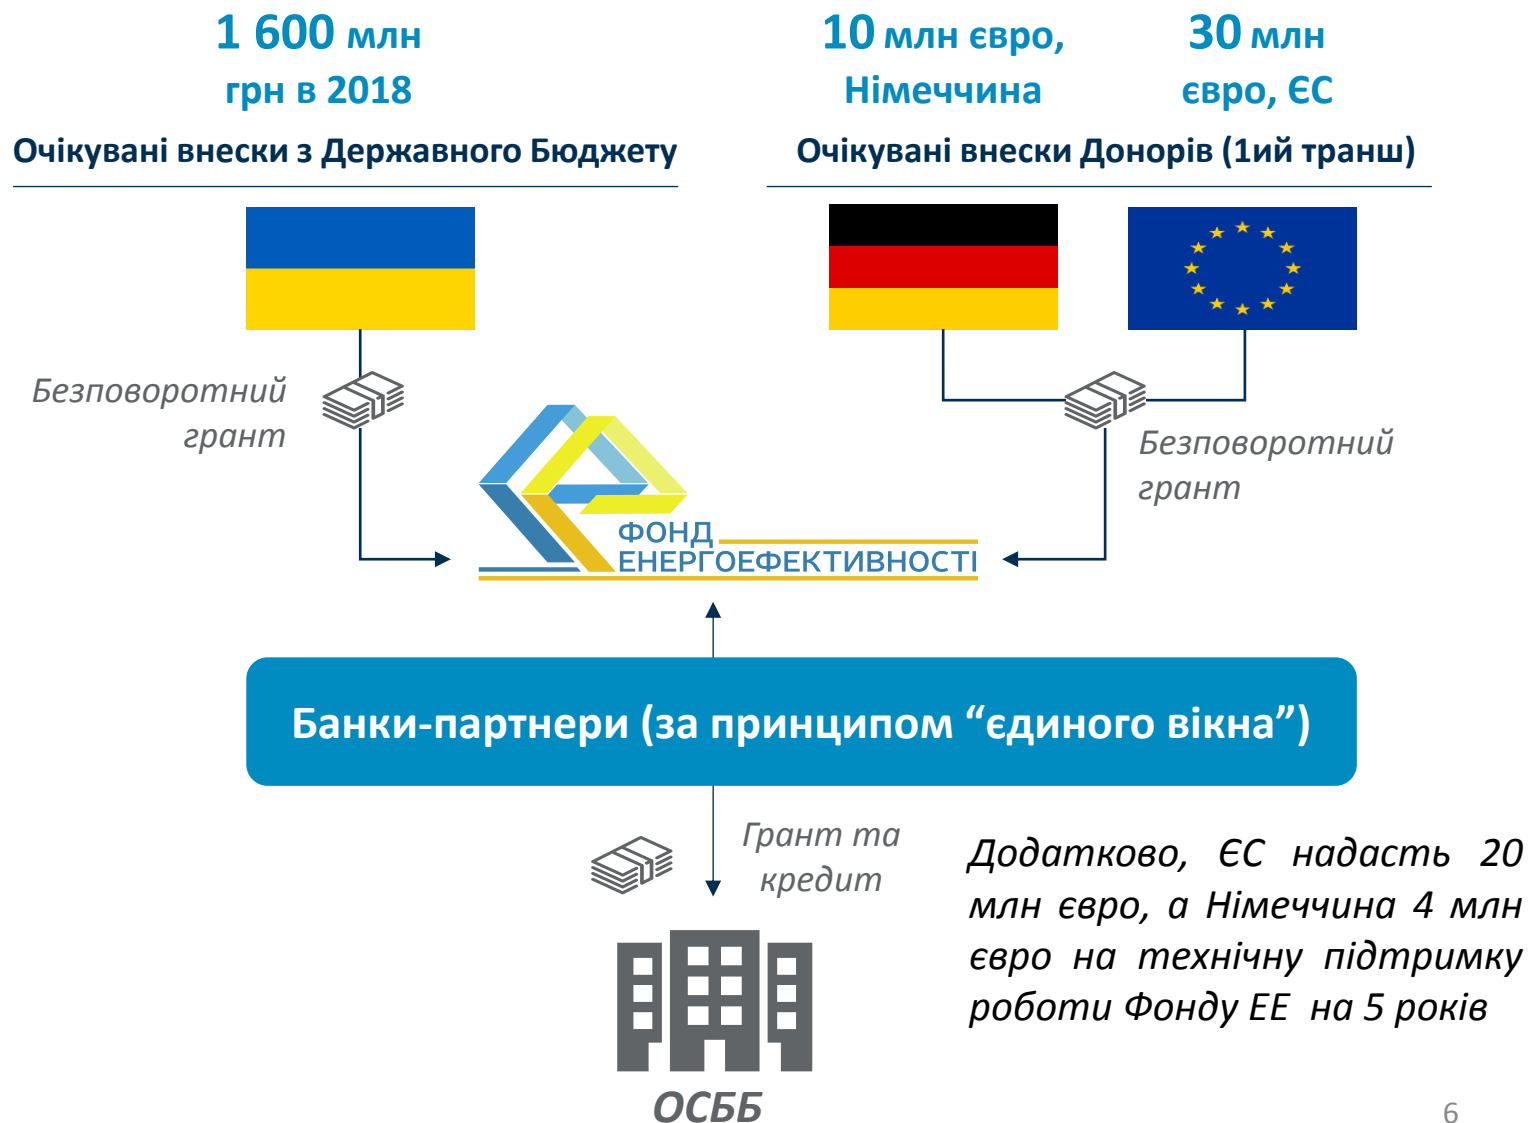 1 600 млн
грн в 2018
Очікувані внески з Державного Бюджету
10 млн євро,
Німеччина
30 млн
євро, ЄС
Очікувані внески Донорів (1ий транш)
Безповоротний
грант
Безповоротний
грант
ФОНД
ЕНЕРГОЕФЕКТИВНОСТІ
Банки-партнери (за принципом “єдиного вікна”)
Грант та
кредит
Додатково, ЄС надасть 20
млн євро, а Німеччина 4 млн
євро на технічну підтримку
роботи Фонду ЕЕ на 5 років
ОСББ
6